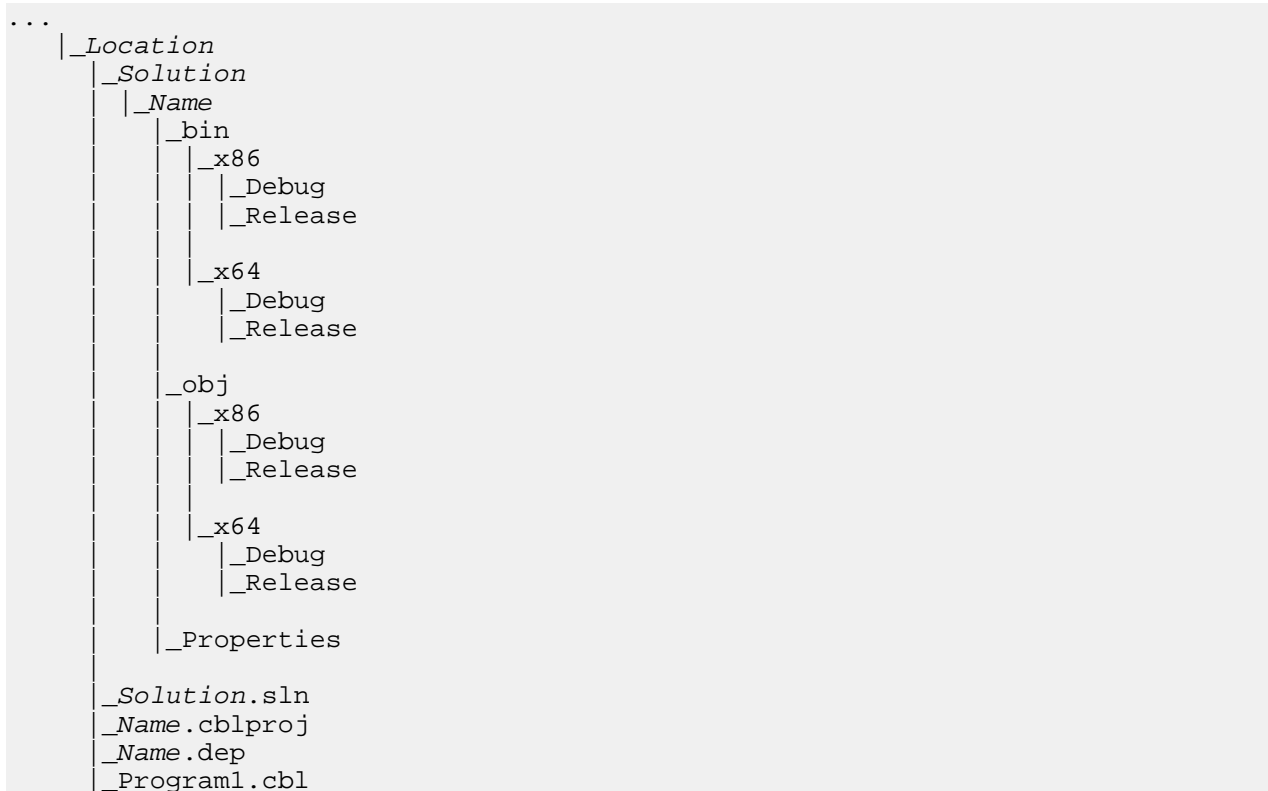 ...
   |_Location
     |_Solution
     | |_Name
     |   |_bin
     |   | |_x86
     |   | | |_Debug
     |   | | |_Release
     |   | |
     |   | |_x64
     |   |   |_Debug
     |   |   |_Release
     |   |
     |   |_obj
     |   | |_x86
     |   | | |_Debug
     |   | | |_Release
     |   | |
     |   | |_x64
     |   |   |_Debug
     |   |   |_Release
     |   |
     |   |_Properties
     |
     |_Solution.sln
     |_Name.cblproj
     |_Name.dep
     |_Program1.cbl